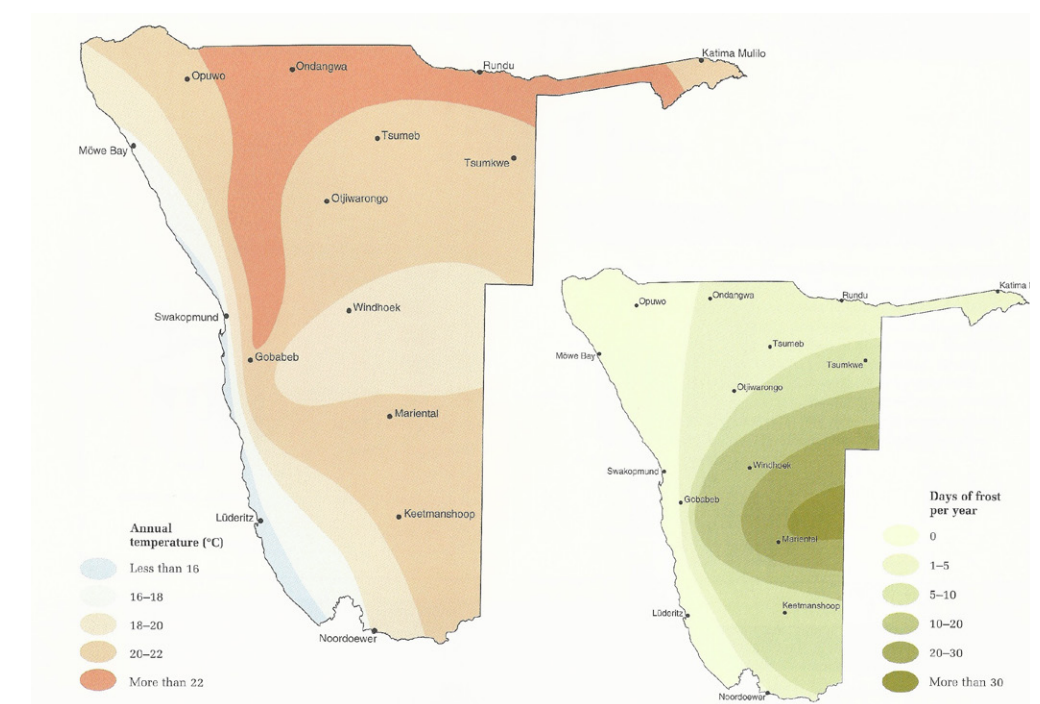 Katima Mulilo
Ondangwa
Rundu
Opuwo
Tsumeb
Möwe Bay
Tsumkwe
Otjiwarongo
Windhoek
Swakopmund
Gobabeb
Mariental
Keetmanshoop
Lüderitz
Noordoewer
Annual
temperature (°C)
Less than 16
16–18
18–20
20–22
More than 22
Katima
Ondangwa
Rundu
Opuwo
Tsumeb
Möwe Bay
Tsumkwe
Otjiwarongo
Windhoek
Swakopmund
Gobabeb
Mariental
Keetmanshoop
Lüderitz
Noordoewer
Days of frost
per year
0
1–5
5–10
10–20
20–30
More than 30